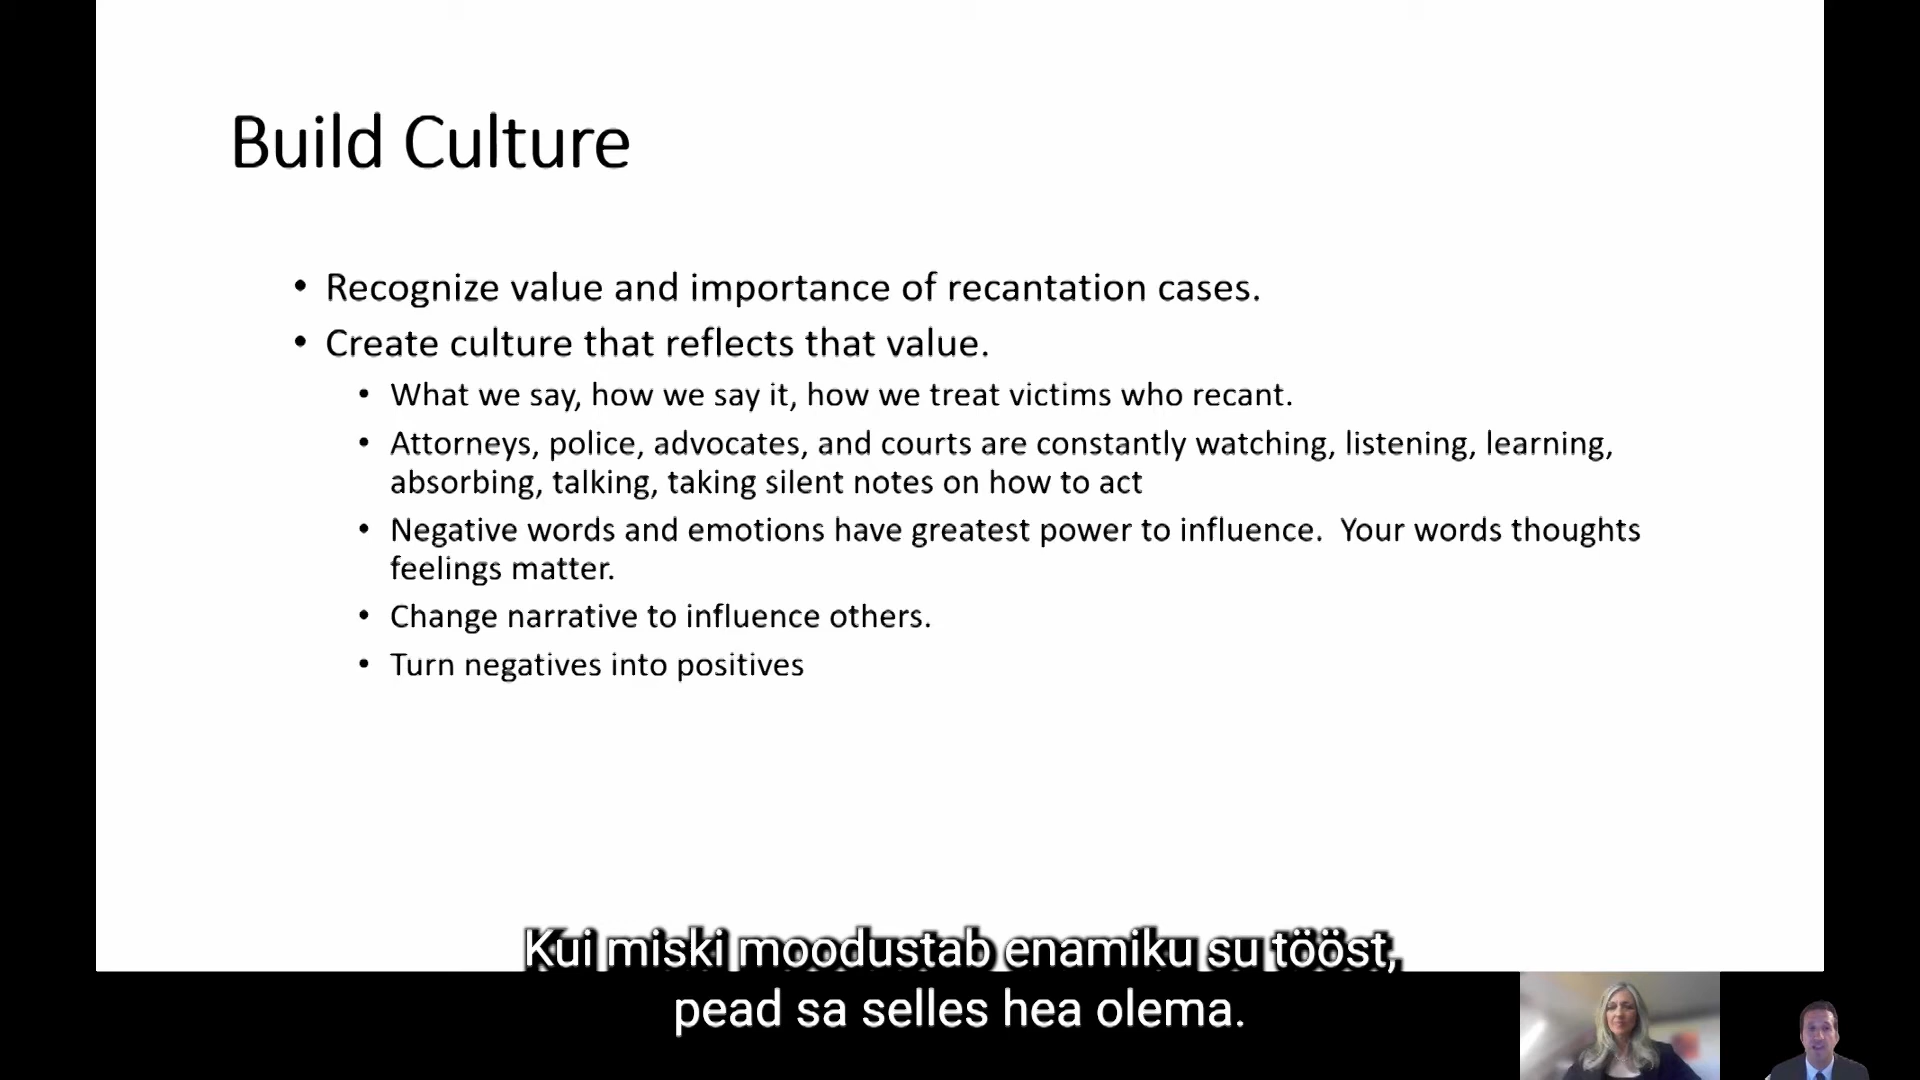 Build Culture
• Recognize value and importance of recantation cases.
• Create culture that reflects that value.
• What we say, how we say it, how we treat victims who recant.
• Attorneys, police, advocates, and courts are constantly watching, listening, learning,
absorbing, talking, taking silent notes on how to act
• Negative words and emotions have greatest power to influence.  Your words thoughts
feelings matter.
• Change narrative to influence others.
• Turn negatives into positives
Kui miski moodustab enamiku su tööst,
pead sa selles hea olema.